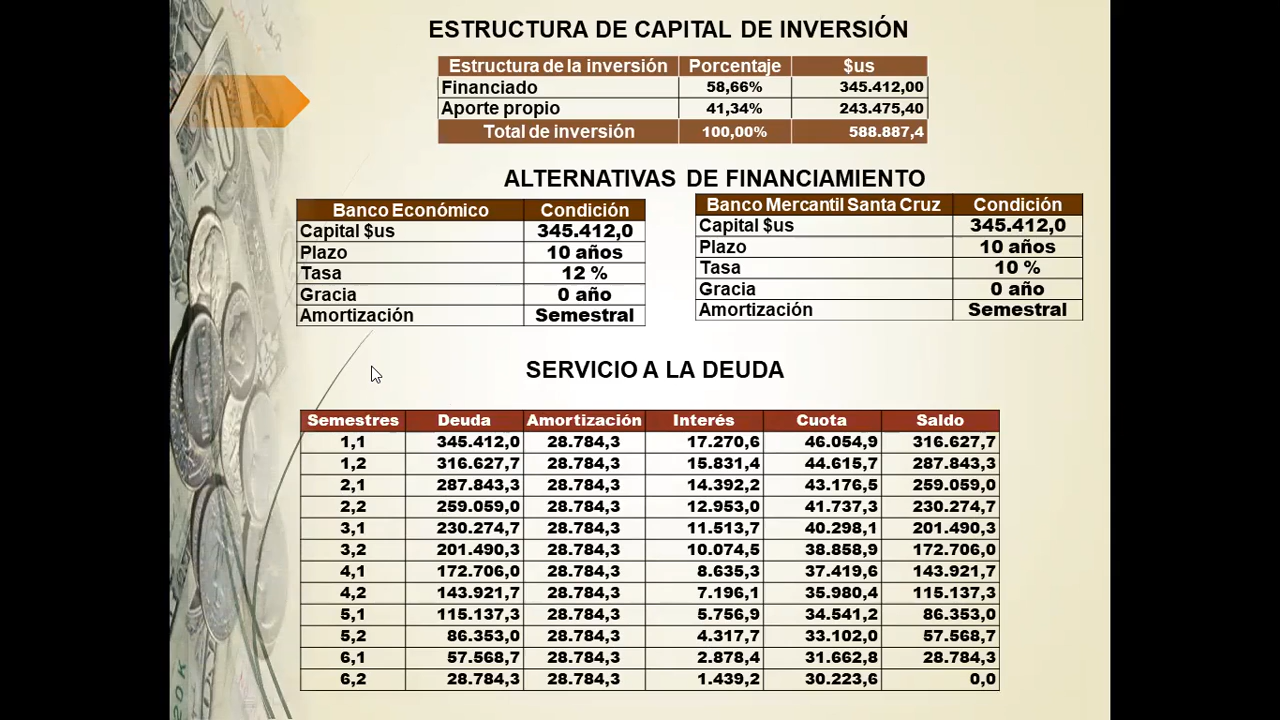 ESTRUCTURA DE CAPITAL DE INVERSIÓN
Estructura de la inversión Porcentaje $us
Financiado 58,66% 345.412,00
Aporte propio 41,34% 243.475,40
Total de inversión 100,00% 588.887,4
ALTERNATIVAS DE FINANCIAMIENTO
Banco Económico Condición
Capital $us 345.412,0
Plazo 10 años
Tasa 12 %
Gracia 0 año
Amortización Semestral
Banco Mercantil Santa Cruz Condición
Capital $us 345.412,0
Plazo 10 años
Tasa 10 %
Gracia 0 año
Amortización Semestral
SERVICIO A LA DEUDA
Semestres Deuda Amortización Interés Cuota Saldo
1,1 345.412,0 28.784,3 17.270,6 46.054,9 316.627,7
1,2 316.627,7 28.784,3 15.831,4 44.615,7 287.843,3
2,1 287.843,3 28.784,3 14.392,2 43.176,5 259.059,0
2,2 259.059,0 28.784,3 12.953,0 41.737,3 230.274,7
3,1 230.274,7 28.784,3 11.513,7 40.298,1 201.490,3
3,2 201.490,3 28.784,3 10.074,5 38.858,9 172.706,0
4,1 172.706,0 28.784,3 8.635,3 37.419,6 143.921,7
4,2 143.921,7 28.784,3 7.196,1 35.980,4 115.137,3
5,1 115.137,3 28.784,3 5.756,9 34.541,2 86.353,0
5,2 86.353,0 28.784,3 4.317,7 33.102,0 57.568,7
6,1 57.568,7 28.784,3 2.878,4 31.662,8 28.784,3
6,2 28.784,3 28.784,3 1.439,2 30.223,6 0,0